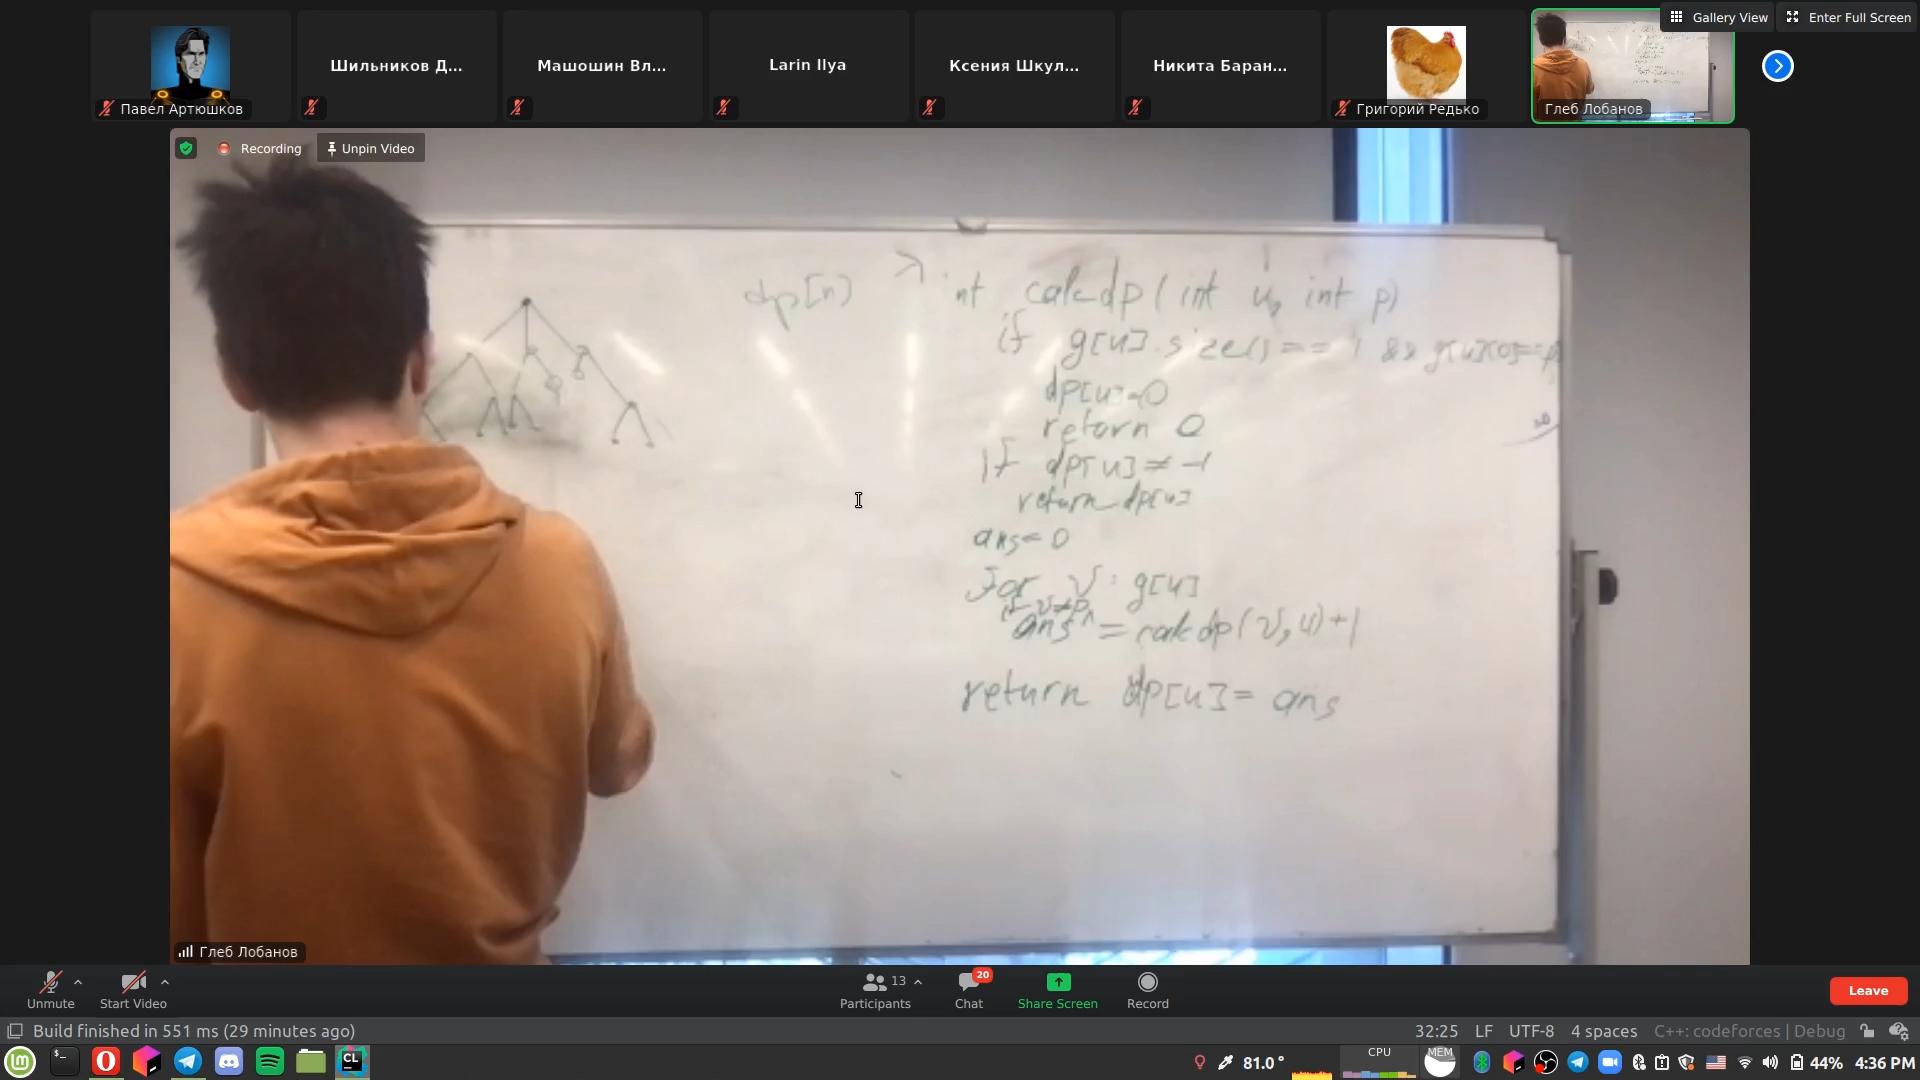 Gallery View
Enter Full Screen
Павел Артюшков
Шильников Д...
Машошин Вл...
Larin Ilya
Ксения Шкул...
Никита Баран...
Григорий Редько
Глеб Лобанов
Recording
Unpin Video
dp[n]
int calcdp(int u, int p)
if g[u].size()==1 && g[u][0]==p
dp[u]=0
return 0
if dp[u]≠-1
return dp[u]
ans=0
for v: g[u]
if v≠p
ans = calcdp(v,u)+1
return dp[u]= ans
Глеб Лобанов
Unmute
Start Video
Participants
13
Chat
20
Share Screen
Record
Leave
Build finished in 551 ms (29 minutes ago)
32:25
LF
UTF-8
4 spaces
C++: codeforces | Debug
CL
81.0°
CPU
MEM
44%
4:36 PM